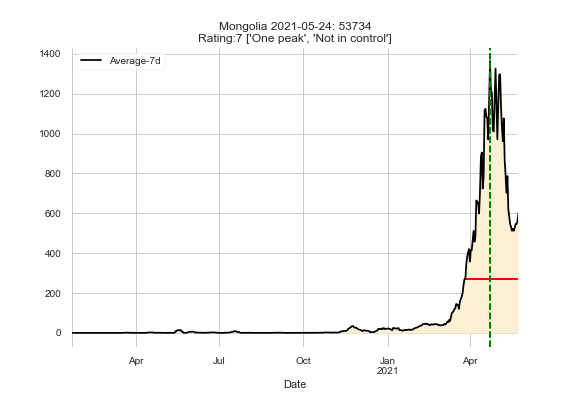 Mongolia 2021-05-24: 53734
Rating:7 ['One peak', 'Not in control']
Average-7d
1400
1200
1000
800
600
400
200
0
Apr Jul Oct Jan Apr
2021
Date